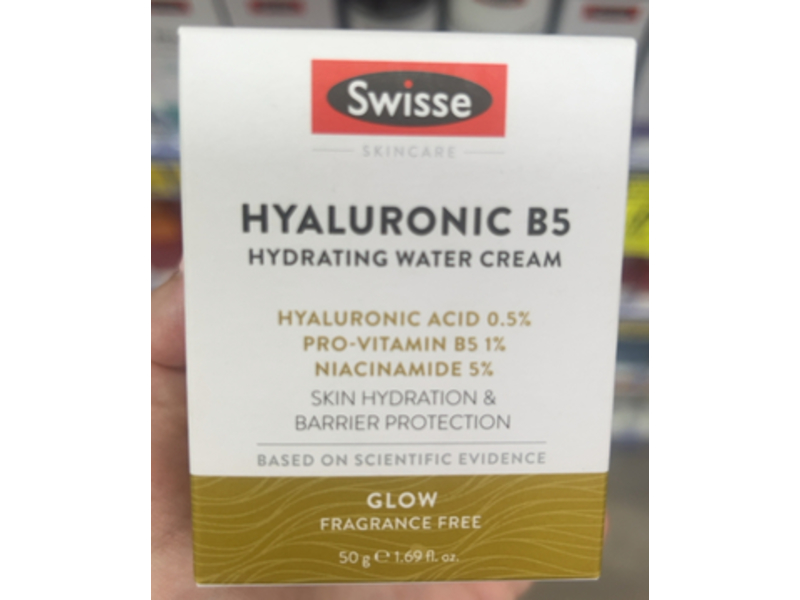 Swisse
SKINCARE
HYALURONIC B5
HYDRATING WATER CREAM
HYALURONIC ACID 0.5%
PRO-VITAMIN B5 1%
NIACINAMIDE 5%
SKIN HYDRATION &
BARRIER PROTECTION
BASED ON SCIENTIFIC EVIDENCE
GLOW
FRAGRANCE FREE
50 g ℮ 1.69 fl. oz.